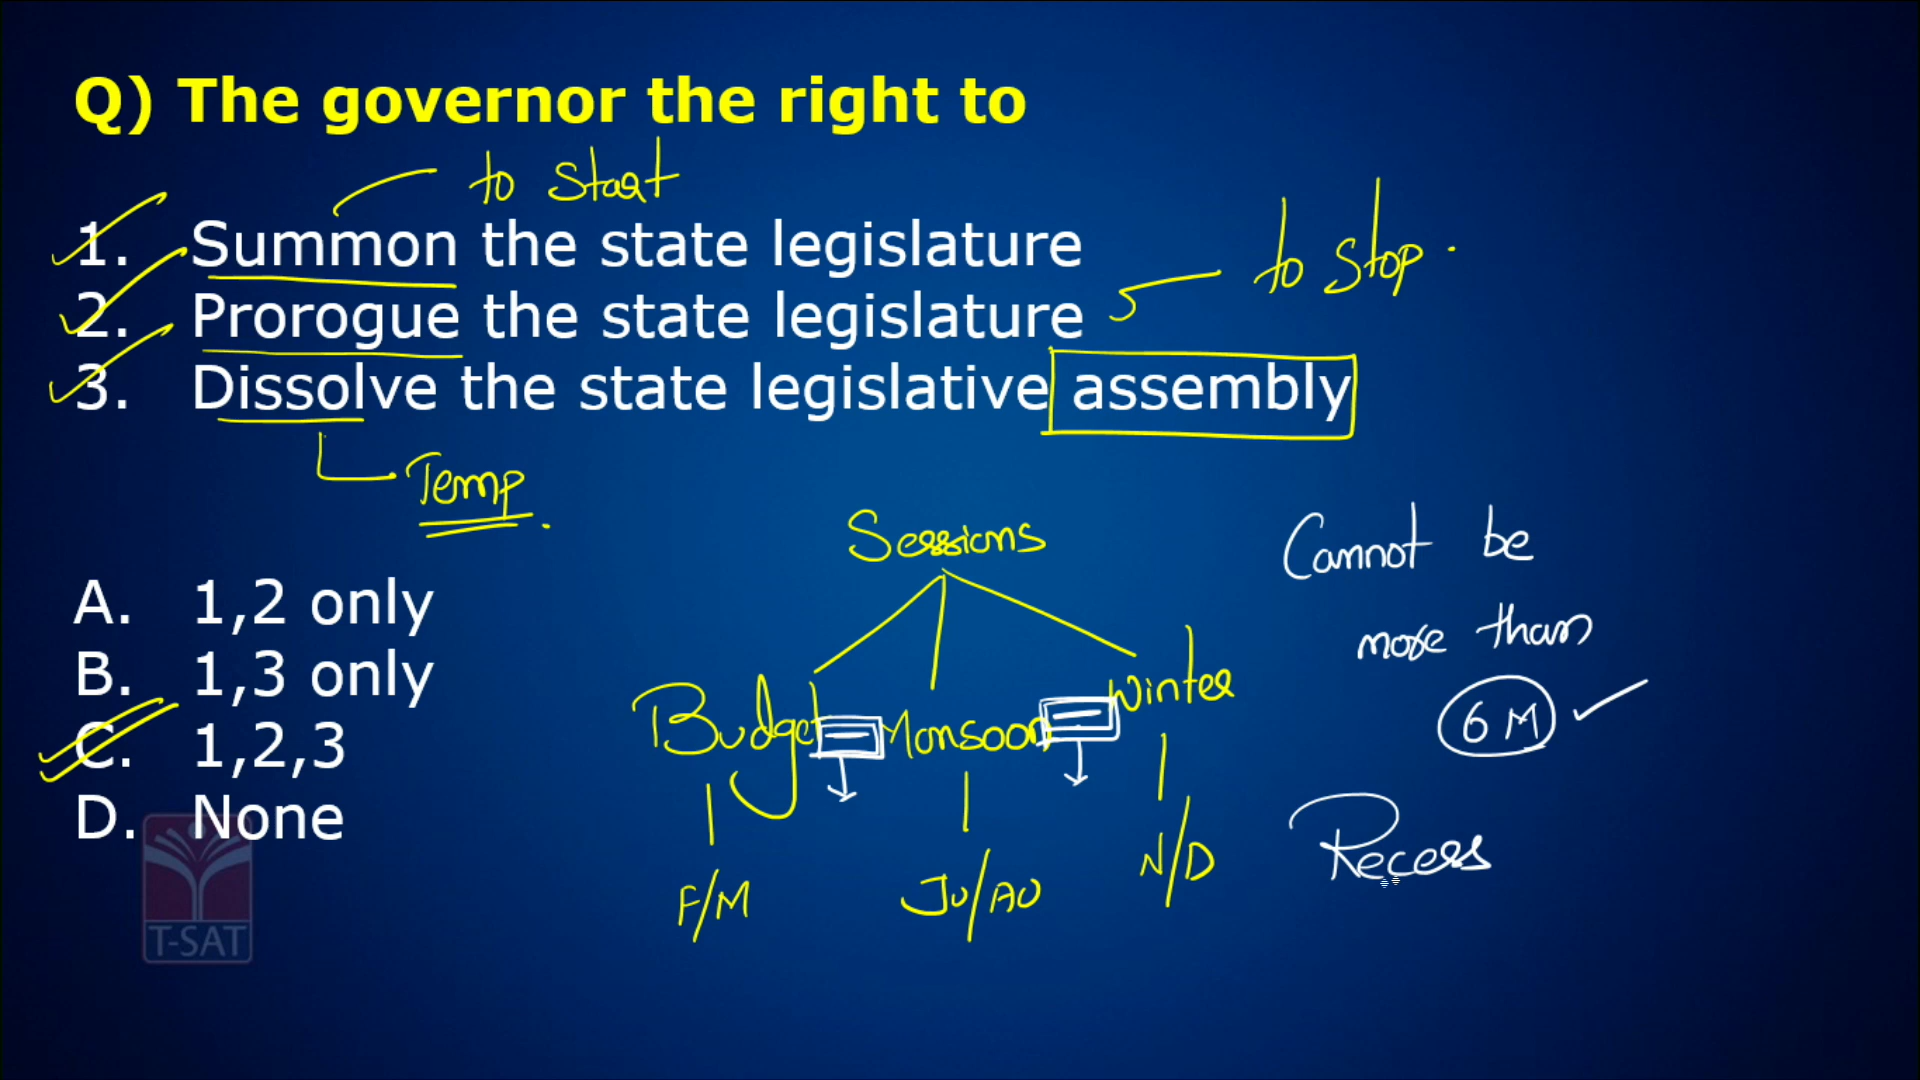 Q) The governor the right to
to start
1. Summon the state legislature
to stop.
2. Prorogue the state legislature
3. Dissolve the state legislative assembly
Temp.
Sessions
Cannot be
more than
6 M
A. 1,2 only
B. 1,3 only
C. 1,2,3
D. None
Budget Monsoon Winter
F/M Ju/AU N/D
Recess
T-SAT